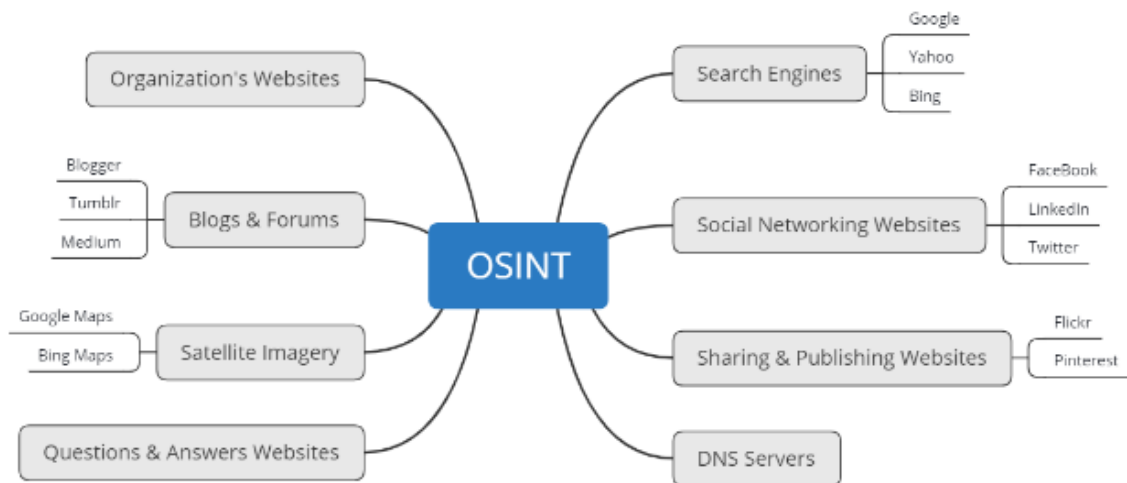 Organization's Websites
Blogger
Tumblr
Medium
Blogs & Forums
Google Maps
Bing Maps
Satellite Imagery
Questions & Answers Websites
OSINT
Search Engines
Google
Yahoo
Bing
Social Networking Websites
FaceBook
LinkedIn
Twitter
Sharing & Publishing Websites
Flickr
Pinterest
DNS Servers